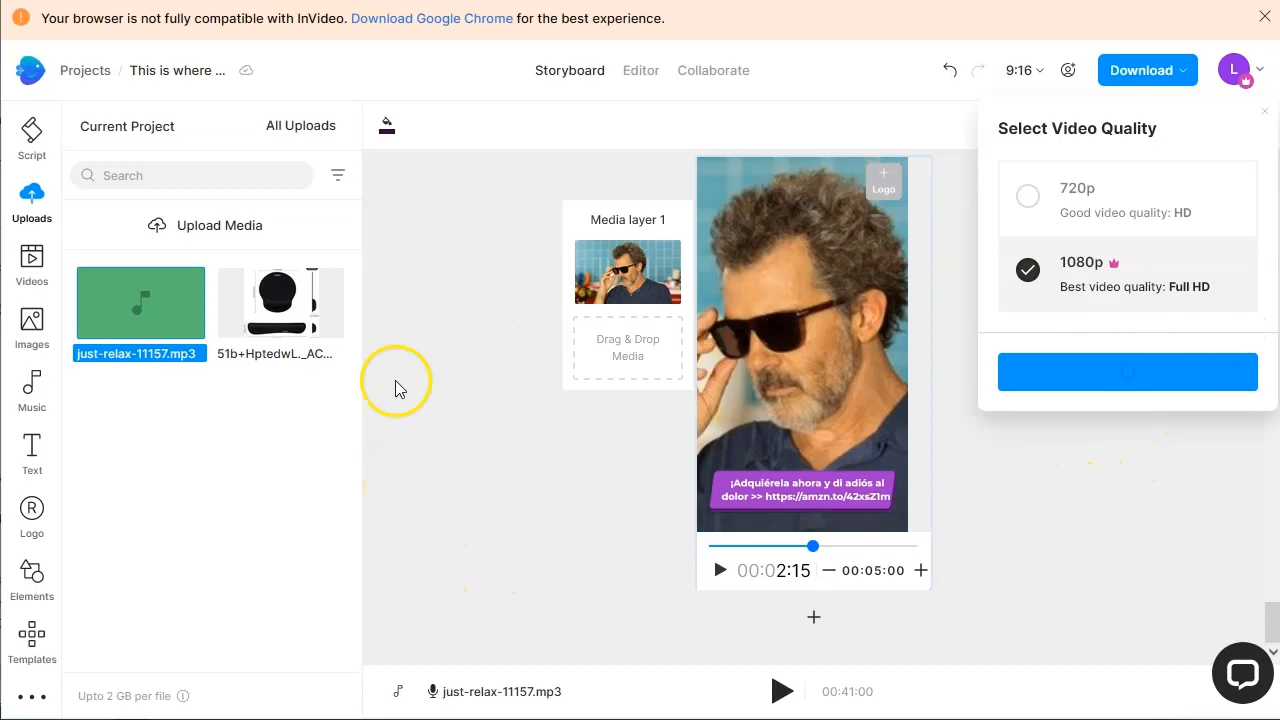 Your browser is not fully compatible with InVideo. Download Google Chrome for the best experience.
Projects / This is where ...
Storyboard
Editor
Collaborate
9:16
Download
L
Script
Uploads
Videos
Images
Music
Text
Logo
Elements
Templates
Current Project
All Uploads
Search
Upload Media
just-relax-11157.mp3
51b+HptedwL._AC...
Upto 2 GB per file
Media layer 1
Drag & Drop
Media
+
Logo
¡Adquiérela ahora y di adiós al
dolor >> https://amzn.to/42xsZ1m
00:02:15
00:05:00
just-relax-11157.mp3
00:41:00
Select Video Quality
720p
Good video quality: HD
1080p
Best video quality: Full HD